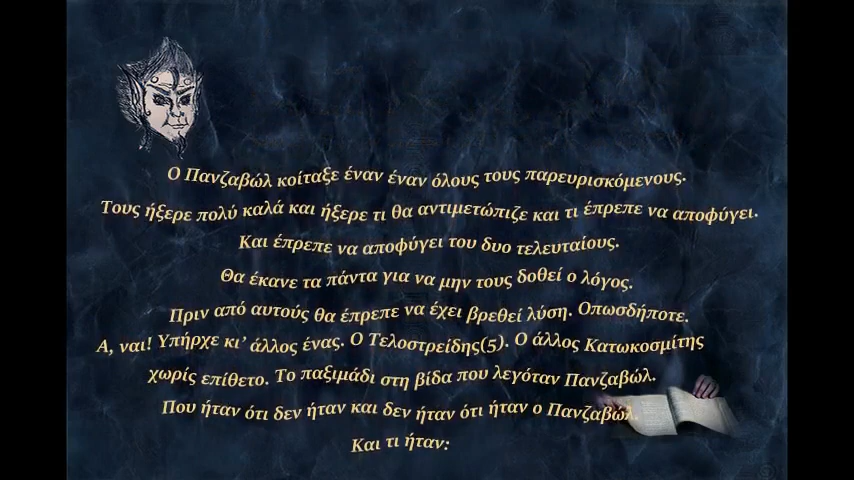 Ο Πανζαβώλ κοίταξε έναν έναν όλους τους παρευρισκόμενους.
Τους ήξερε πολύ καλά και ήξερε τι θα αντιμετώπιζε και τι έπρεπε να αποφύγει.
Και έπρεπε να αποφύγει του δυο τελευταίους.
Θα έκανε τα πάντα για να μην τους δοθεί ο λόγος.
Πριν από αυτούς θα έπρεπε να έχει βρεθεί λύση. Οπωσδήποτε.
Α, ναι! Υπήρχε κι' άλλος ένας. Ο Τελοστρείδης(5). Ο άλλος Κατωκοσμίτης
χωρίς επίθετο. Το παξιμάδι στη βίδα που λεγόταν Πανζαβώλ.
Που ήταν ότι δεν ήταν και δεν ήταν ότι ήταν ο Πανζαβώλ.
Και τι ήταν: